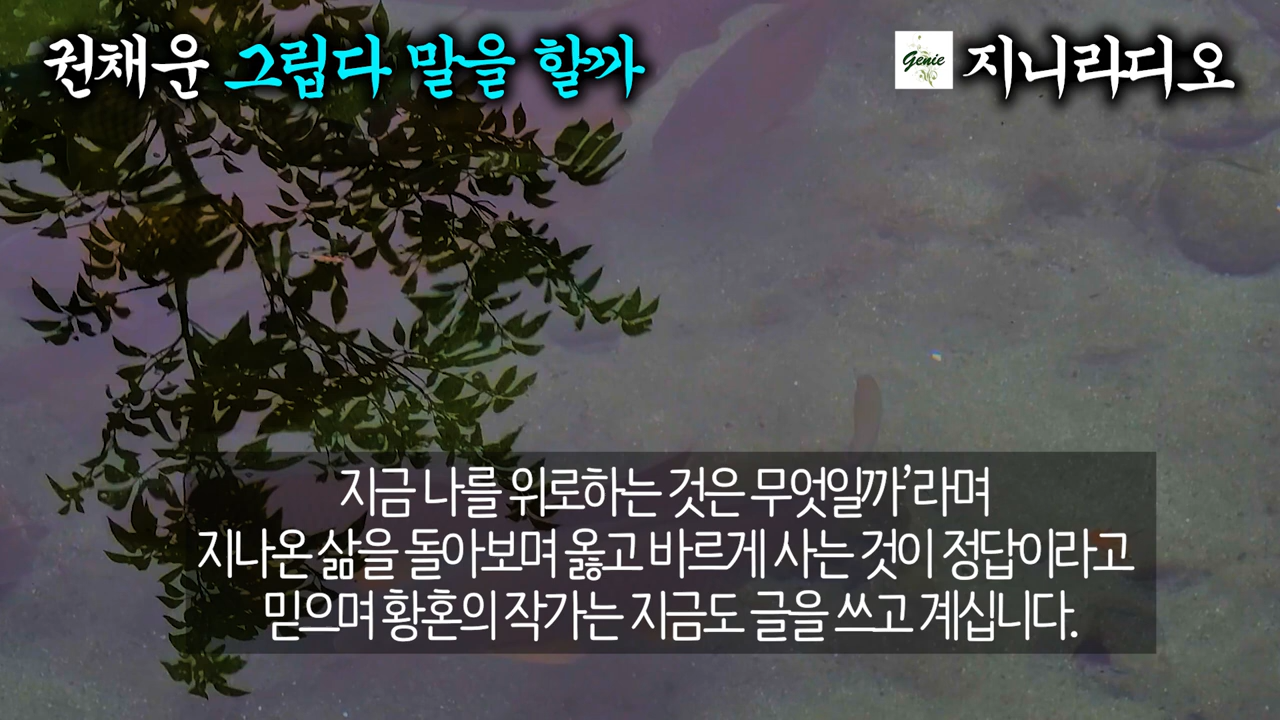 권채운 그립다 말을 할까
Genie 지니라디오
지금 나를 위로하는 것은 무엇일까’라며
지나온 삶을 돌아보며 옳고 바르게 사는 것이 정답이라고
믿으며 황혼의 작가는 지금도 글을 쓰고 계십니다.